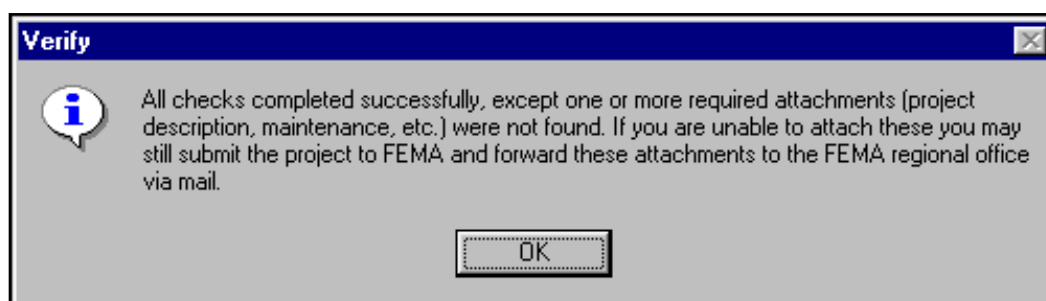 Verify
All checks completed successfully, except one or more required attachments (project
description, maintenance, etc.) were not found. If you are unable to attach these you may
still submit the project to FEMA and forward these attachments to the FEMA regional office
via mail.
OK